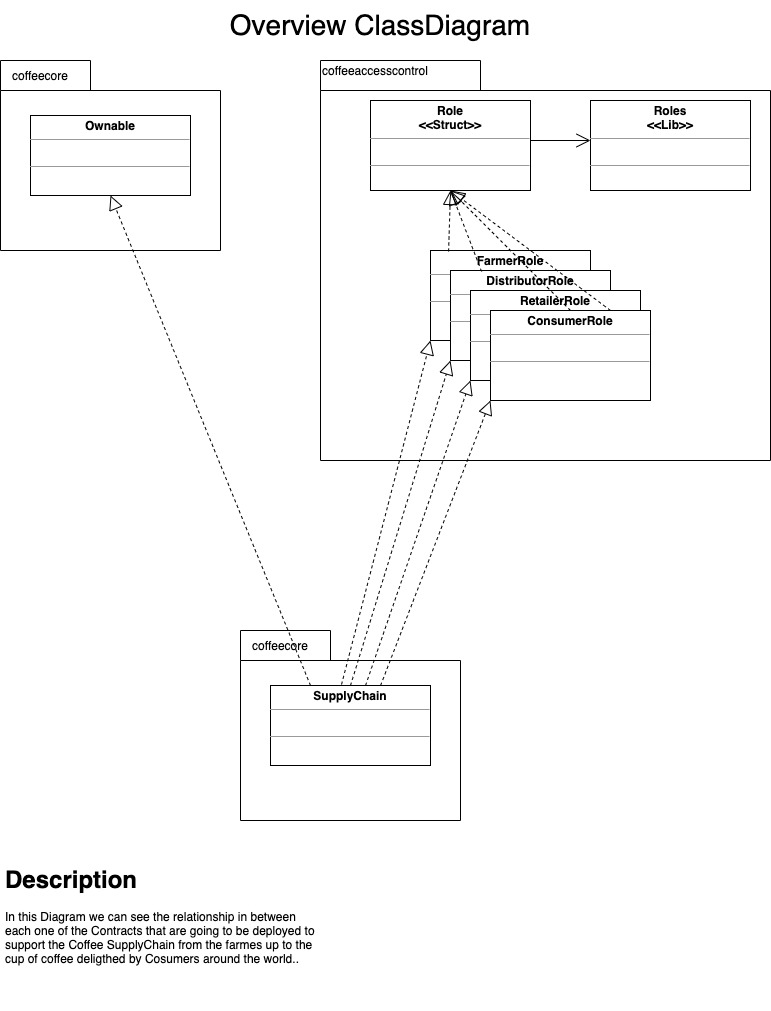 Overview ClassDiagram
coffeecore
coffeeaccesscontrol
Ownable
Role
<<Struct>>
Roles
<<Lib>>
FarmerRole
DistributorRole
RetailerRole
ConsumerRole
coffeecore
SupplyChain
Description
In this Diagram we can see the relationship in between
each one of the Contracts that are going to be deployed to
support the Coffee SupplyChain from the farmes up to the
cup of coffee deligthed by Cosumers around the world..